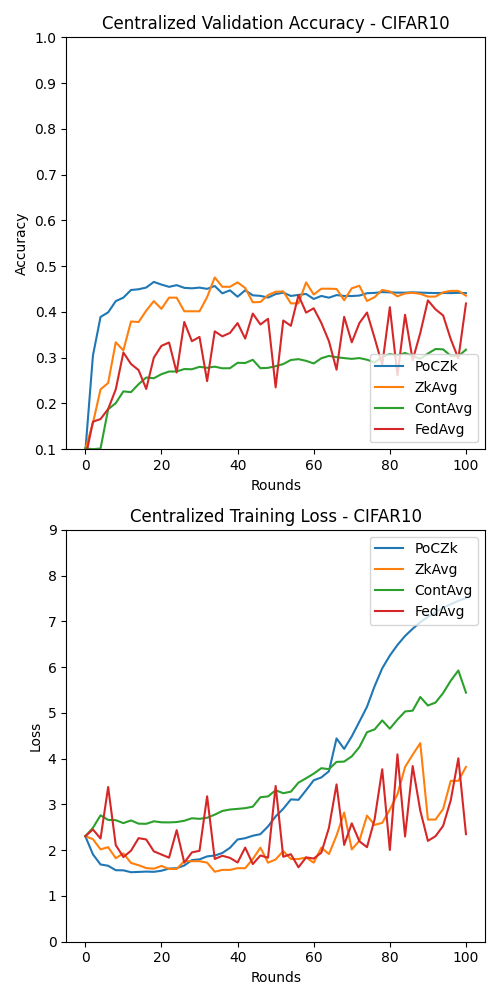 Centralized Validation Accuracy - CIFAR10
1.0
0.9
0.8
0.7
0.6
0.5
0.4
0.3
0.2
0.1
Accuracy
0 20 40 60 80 100
Rounds
PoCZk
ZkAvg
ContAvg
FedAvg
Centralized Training Loss - CIFAR10
9
8
7
6
5
4
3
2
1
0
Loss
0 20 40 60 80 100
Rounds
PoCZk
ZkAvg
ContAvg
FedAvg